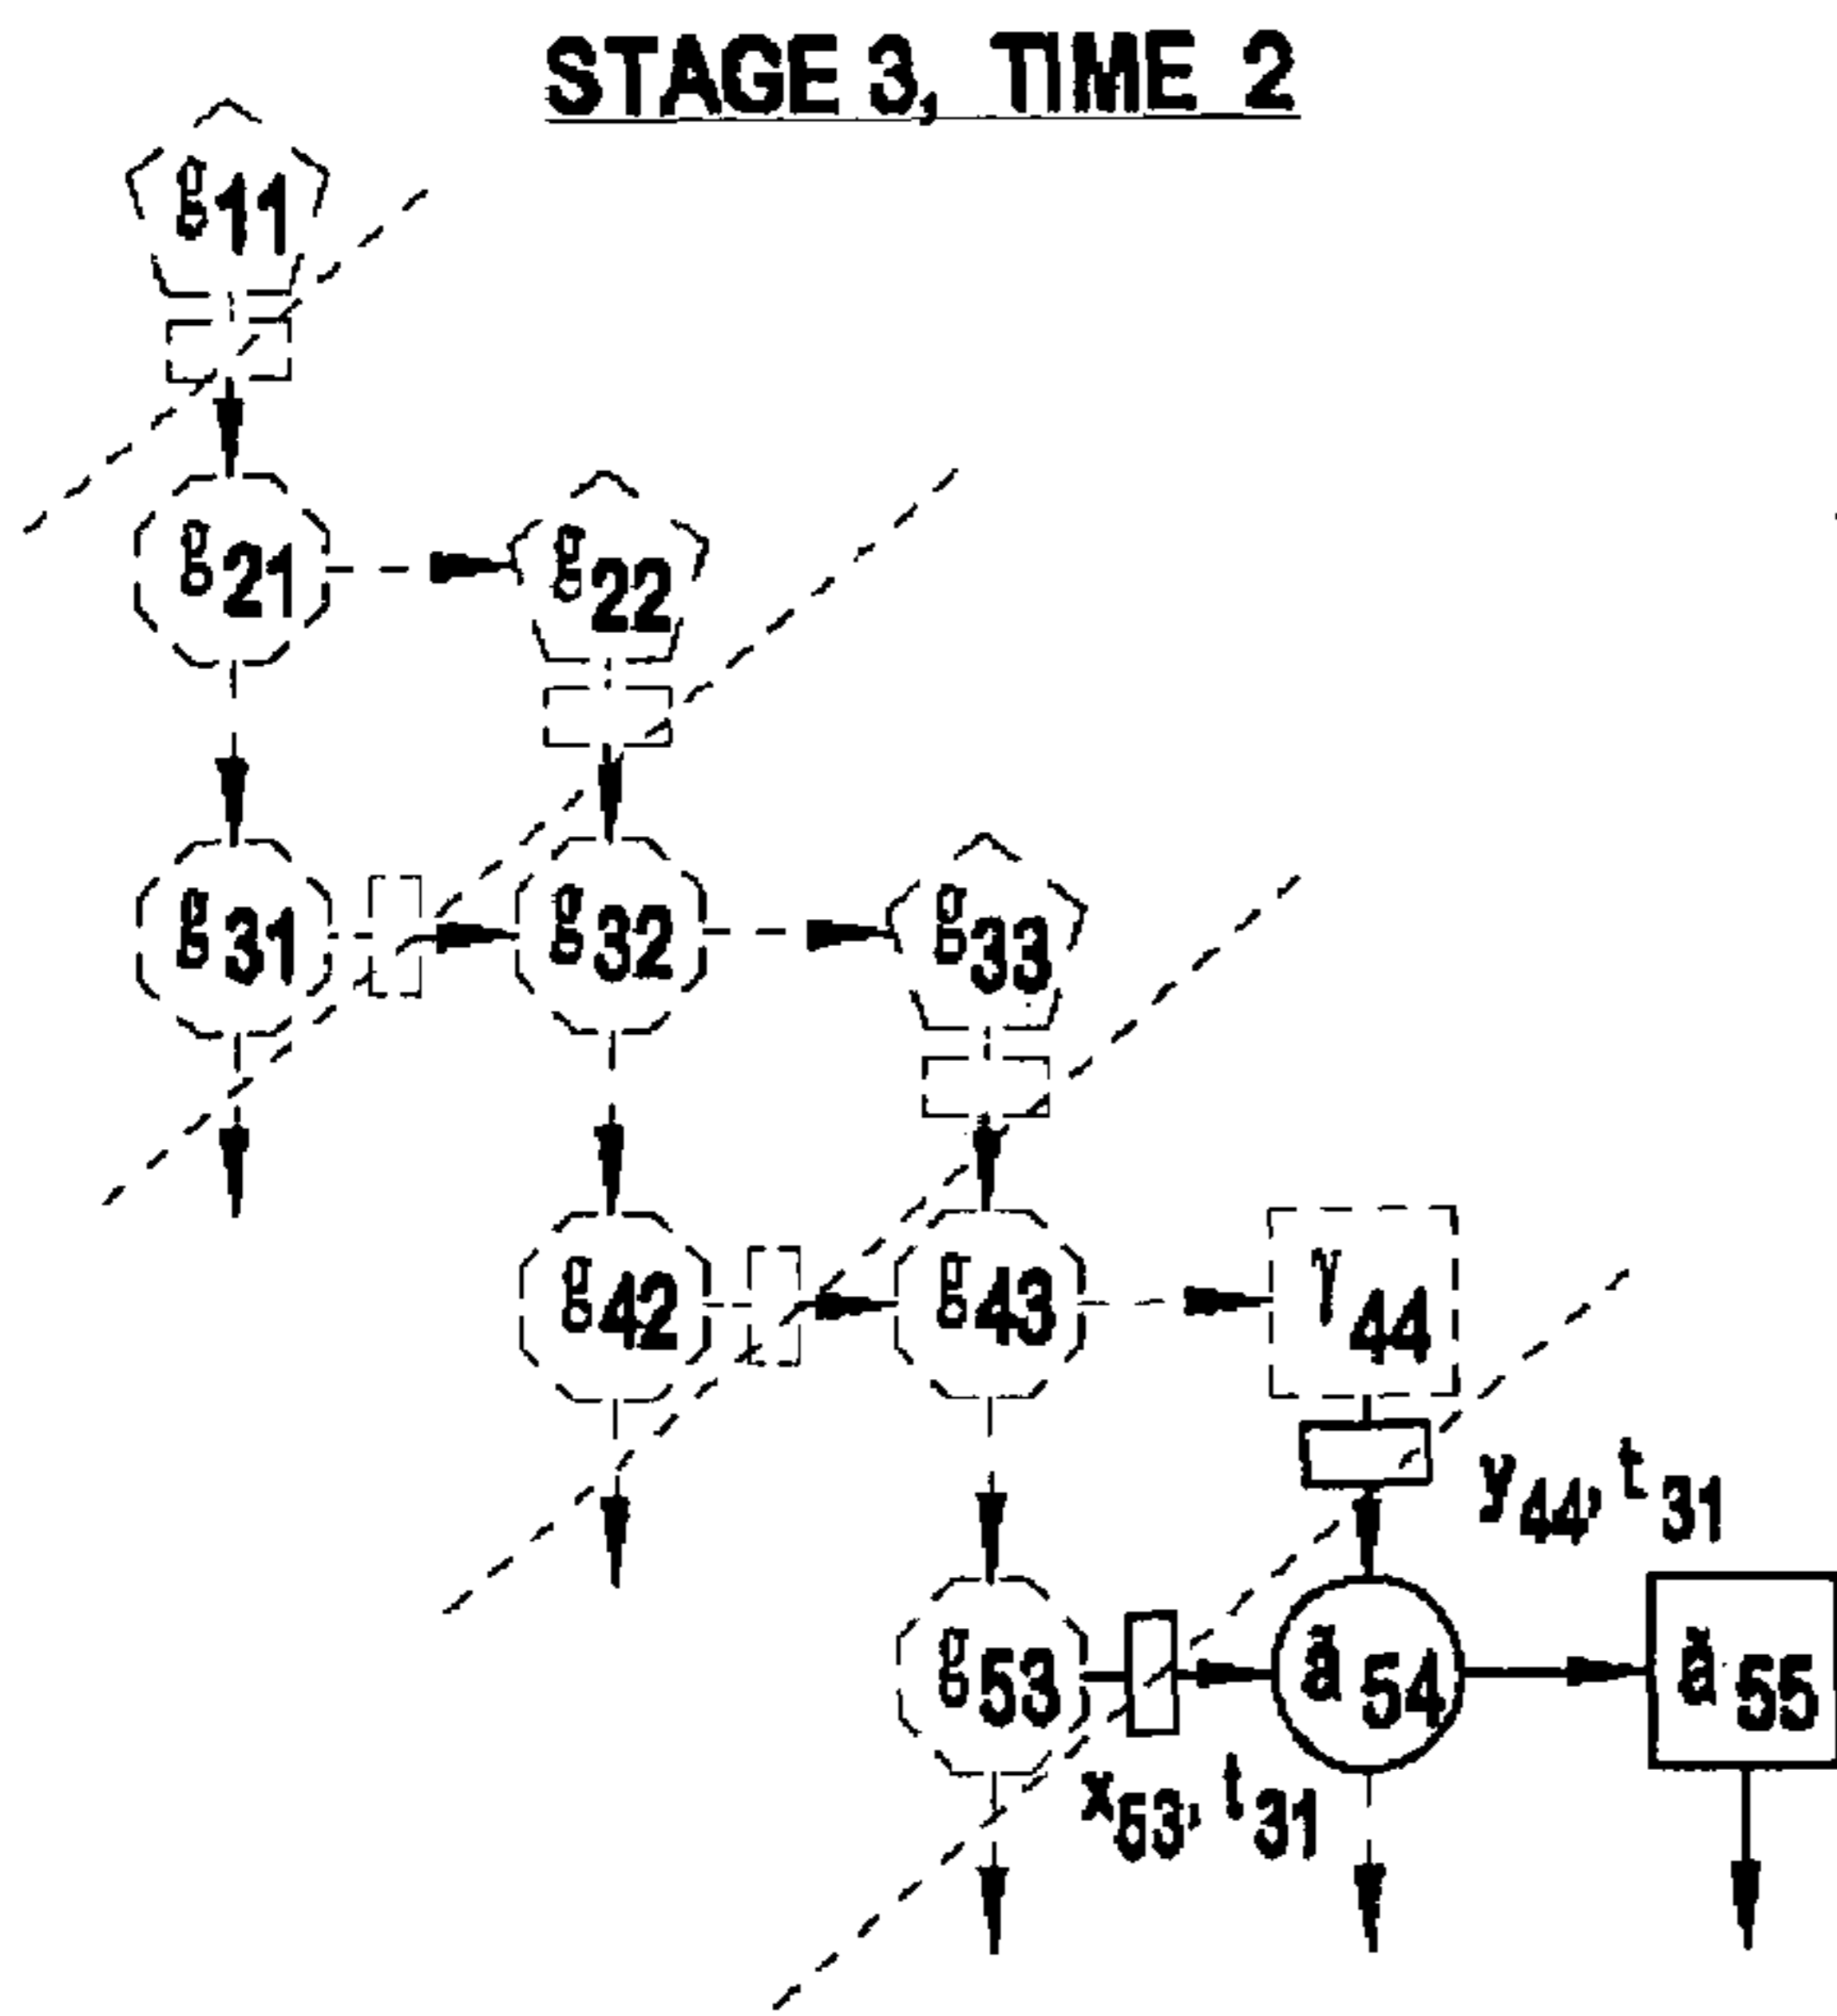 STAGE 3, TIME 2
g11
g21
g22
g31
g32
g33
g42
g43
γ44
y44, t31
g53
ã54
ã55
x53, t31